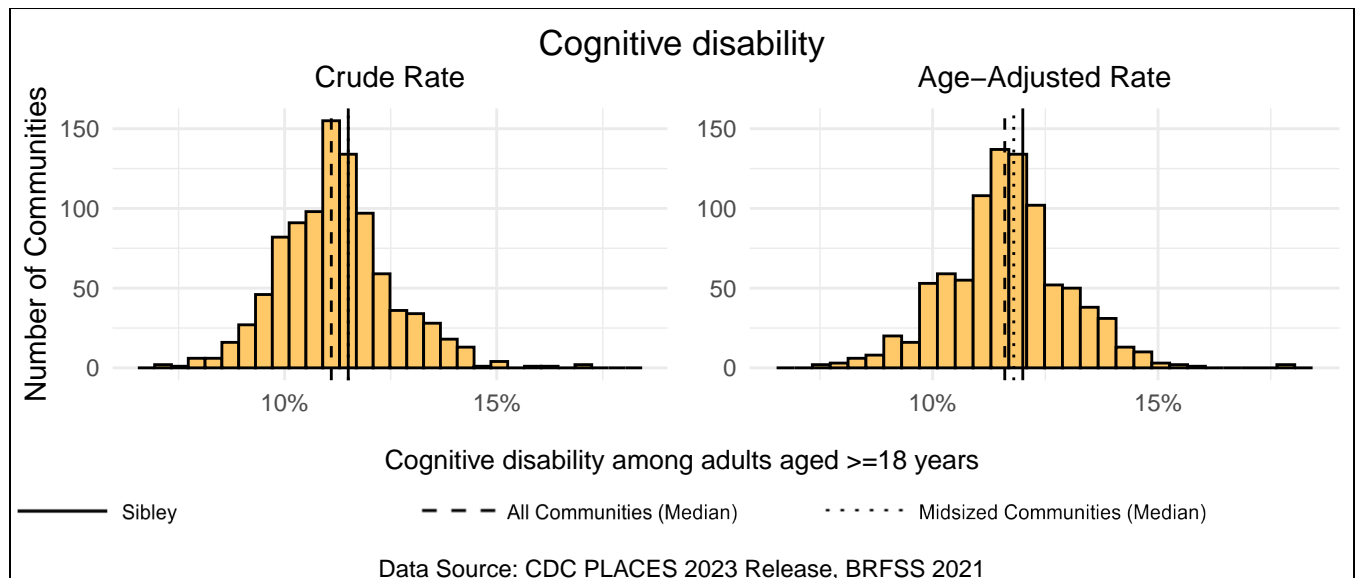 Cognitive disability
Crude Rate
Age−Adjusted Rate
Number of Communities
150
100
50
0
10%
15%
150
100
50
0
10%
15%
Cognitive disability among adults aged >=18 years
Sibley
All Communities (Median)
Midsized Communities (Median)
Data Source: CDC PLACES 2023 Release, BRFSS 2021